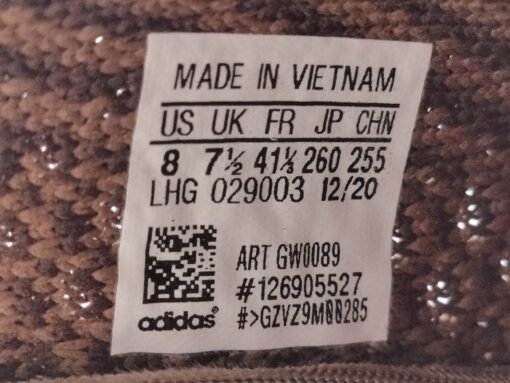 MADE IN VIETNAM
US UK FR JP CHN
8 7½ 41⅓ 260 255
LHG 029003 12/20
ART GW0089
#126905527
adidas® #>GZVZ9M00285